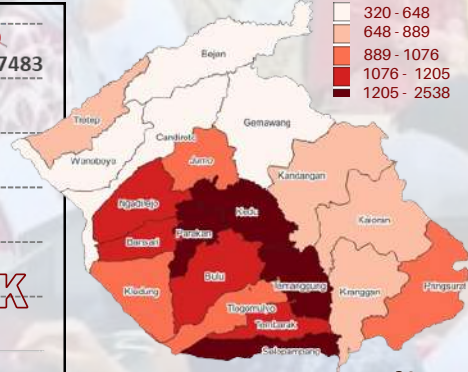 7483
K
320 - 648
648 - 889
889 - 1076
1076 - 1205
1205 - 2538
Bejen
Tretep
Gemawang
Candiroto
Wonoboyo
Jumo
Kandangan
Ngadirejo
Kedu
Kaloran
Parakan
Bansari
Bulu
Temanggung
Kledung
Kranggan
Pringsurat
Tlogomulyo
Tembarak
Selopampang